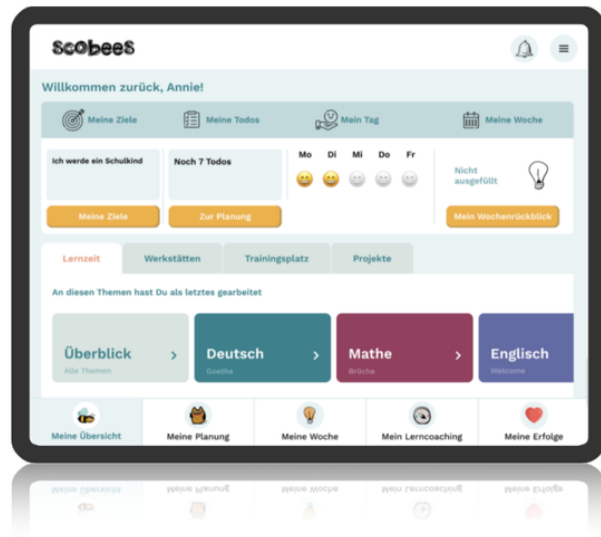 scobees
Willkommen zurück, Annie!
Meine Ziele
Meine Todos
Mein Tag
Meine Woche
Ich werde ein Schulkind
Noch 7 Todos
Mo Di Mi Do Fr
Nicht
ausgefüllt
Meine Ziele
Zur Planung
Mein Wochenrückblick
Lernzeit
Werkstätten
Trainingsplatz
Projekte
An diesen Themen hast Du als letztes gearbeitet
Überblick
Alle Themen
Deutsch
Goethe
Mathe
Brüche
Englisch
Welcome
Meine Übersicht
Meine Planung
Meine Woche
Mein Lerncoaching
Meine Erfolge